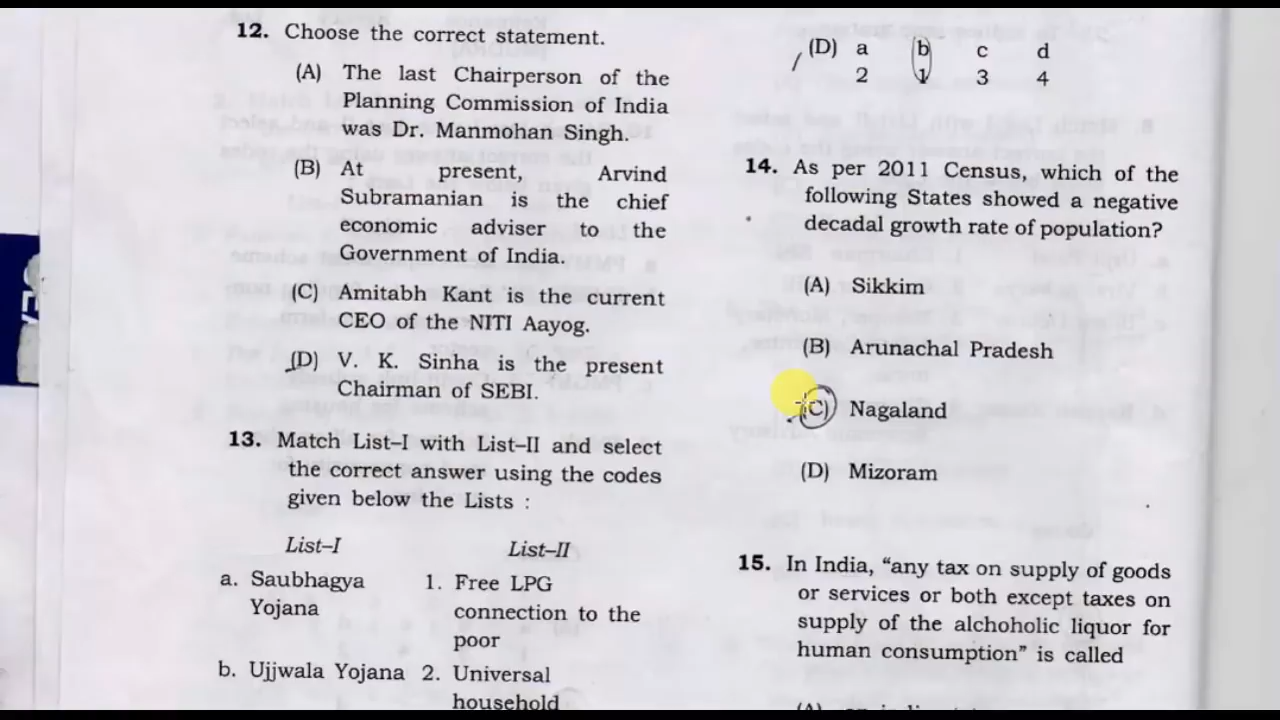 12. Choose the correct statement.
(A) The last Chairperson of the
Planning Commission of India
was Dr. Manmohan Singh.
(B) At present, Arvind
Subramanian is the chief
economic adviser to the
Government of India.
(C) Amitabh Kant is the current
CEO of the NITI Aayog.
(D) V. K. Sinha is the present
Chairman of SEBI.
13. Match List–I with List–II and select
the correct answer using the codes
given below the Lists :
List–I List–II
a. Saubhagya 1. Free LPG
Yojana connection to the
poor
b. Ujjwala Yojana 2. Universal
household
(D) a b c d
2 1 3 4
14. As per 2011 Census, which of the
following States showed a negative
decadal growth rate of population?
(A) Sikkim
(B) Arunachal Pradesh
(C) Nagaland
(D) Mizoram
15. In India, “any tax on supply of goods
or services or both except taxes on
supply of the alchoholic liquor for
human consumption” is called